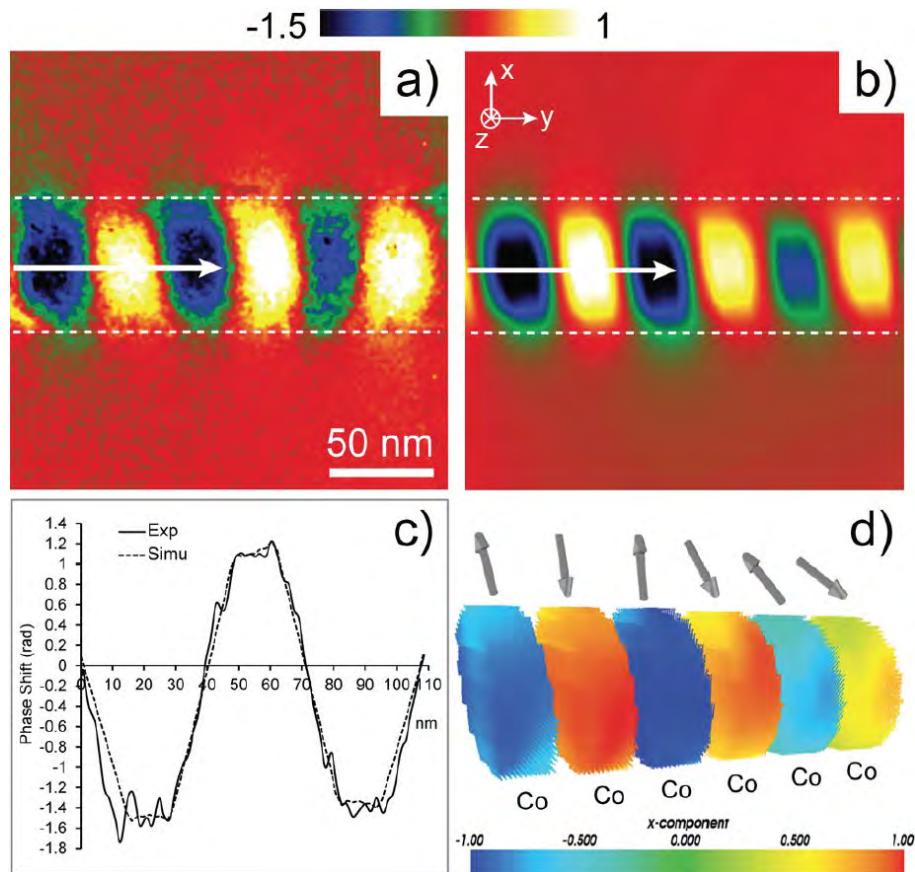 -1.5 1
a)
b)
x
y
z
50 nm
c)
Exp
Simu
Phase Shift (rad)
1.4
1.2
1
0.8
0.6
0.4
0.2
0
-0.2
-0.4
-0.6
-0.8
-1
-1.2
-1.4
-1.6
-1.8
0 10 20 30 40 50 60 70 80 90 100 110
nm
d)
Co Co Co Co Co Co
x-component
-1.00 -0.500 0.000 0.500 1.00